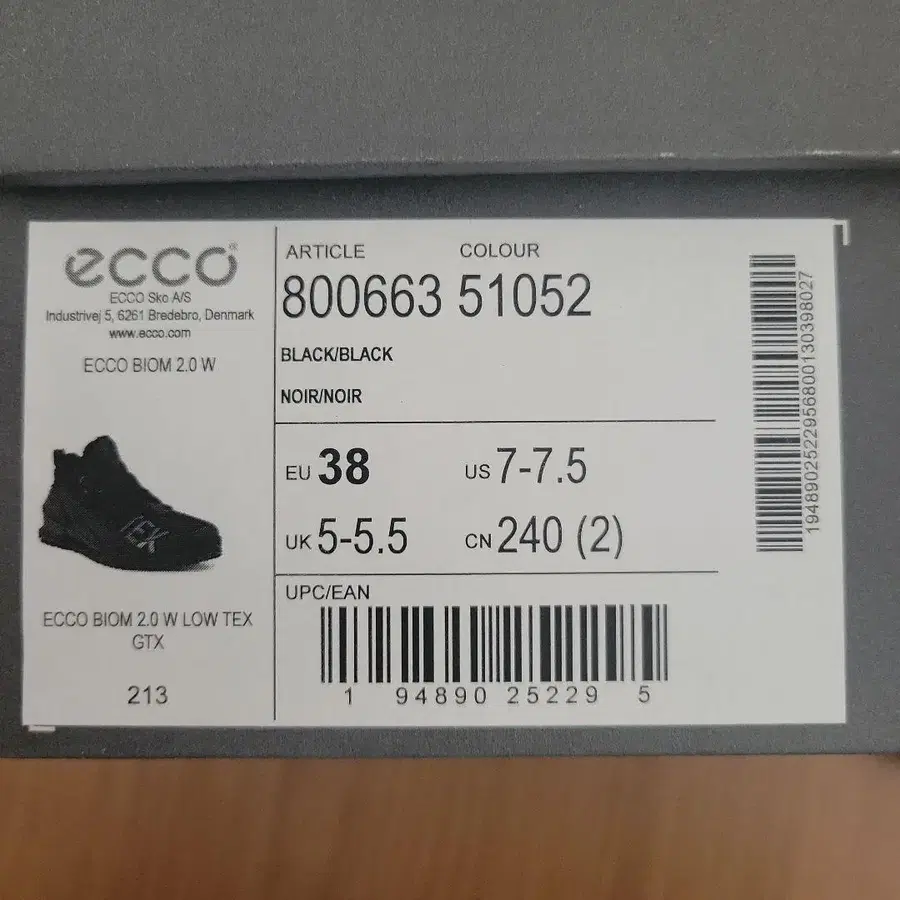 ecco®
ECCO Sko A/S
Industrivej 5, 6261 Bredebro, Denmark
www.ecco.com
ECCO BIOM 2.0 W
TEX
ECCO BIOM 2.0 W LOW TEX
GTX
213
ARTICLE COLOUR
800663 51052
BLACK/BLACK
NOIR/NOIR
EU 38 US 7-7.5
UK 5-5.5 CN 240 (2)
UPC/EAN
1 94890 25229 5
1948902522956800130398027